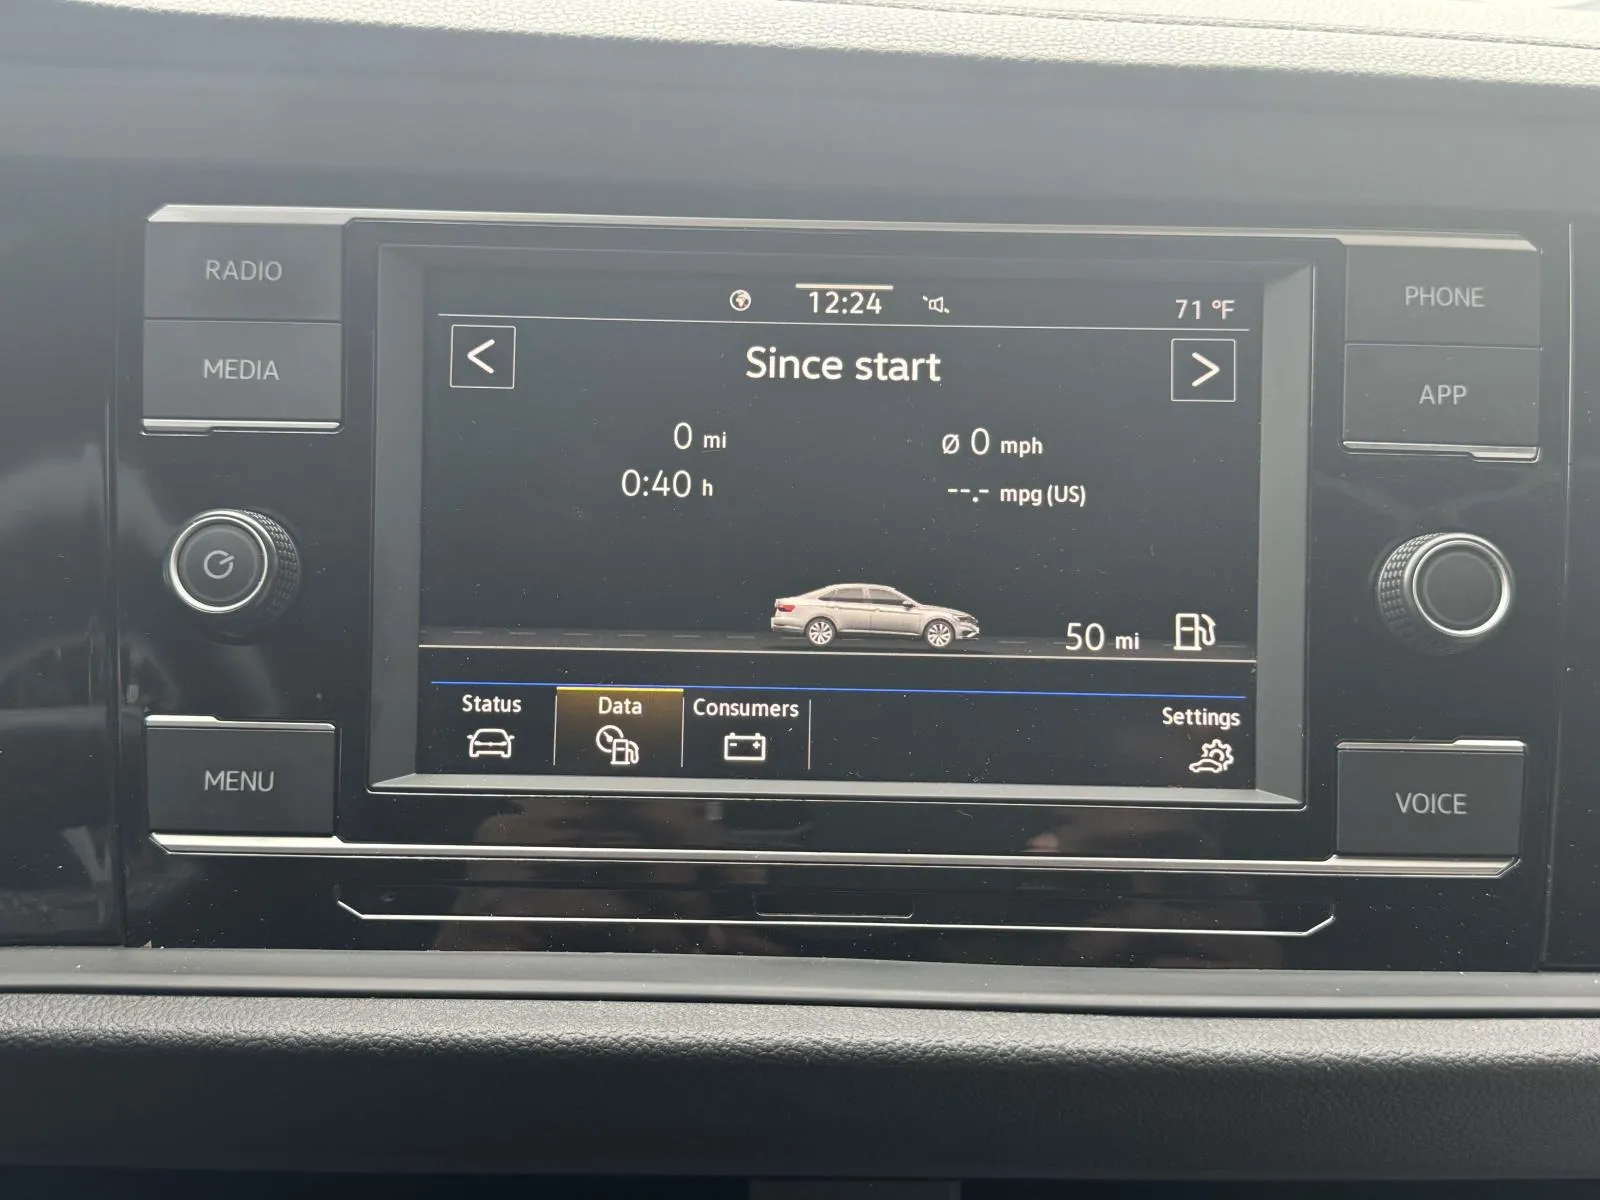 RADIO
MEDIA
MENU
12:24
71 °F
<
Since start
>
0 mi
Ø 0 mph
0:40 h
--.- mpg (US)
50 mi
Status
Data
Consumers
Settings
PHONE
APP
VOICE